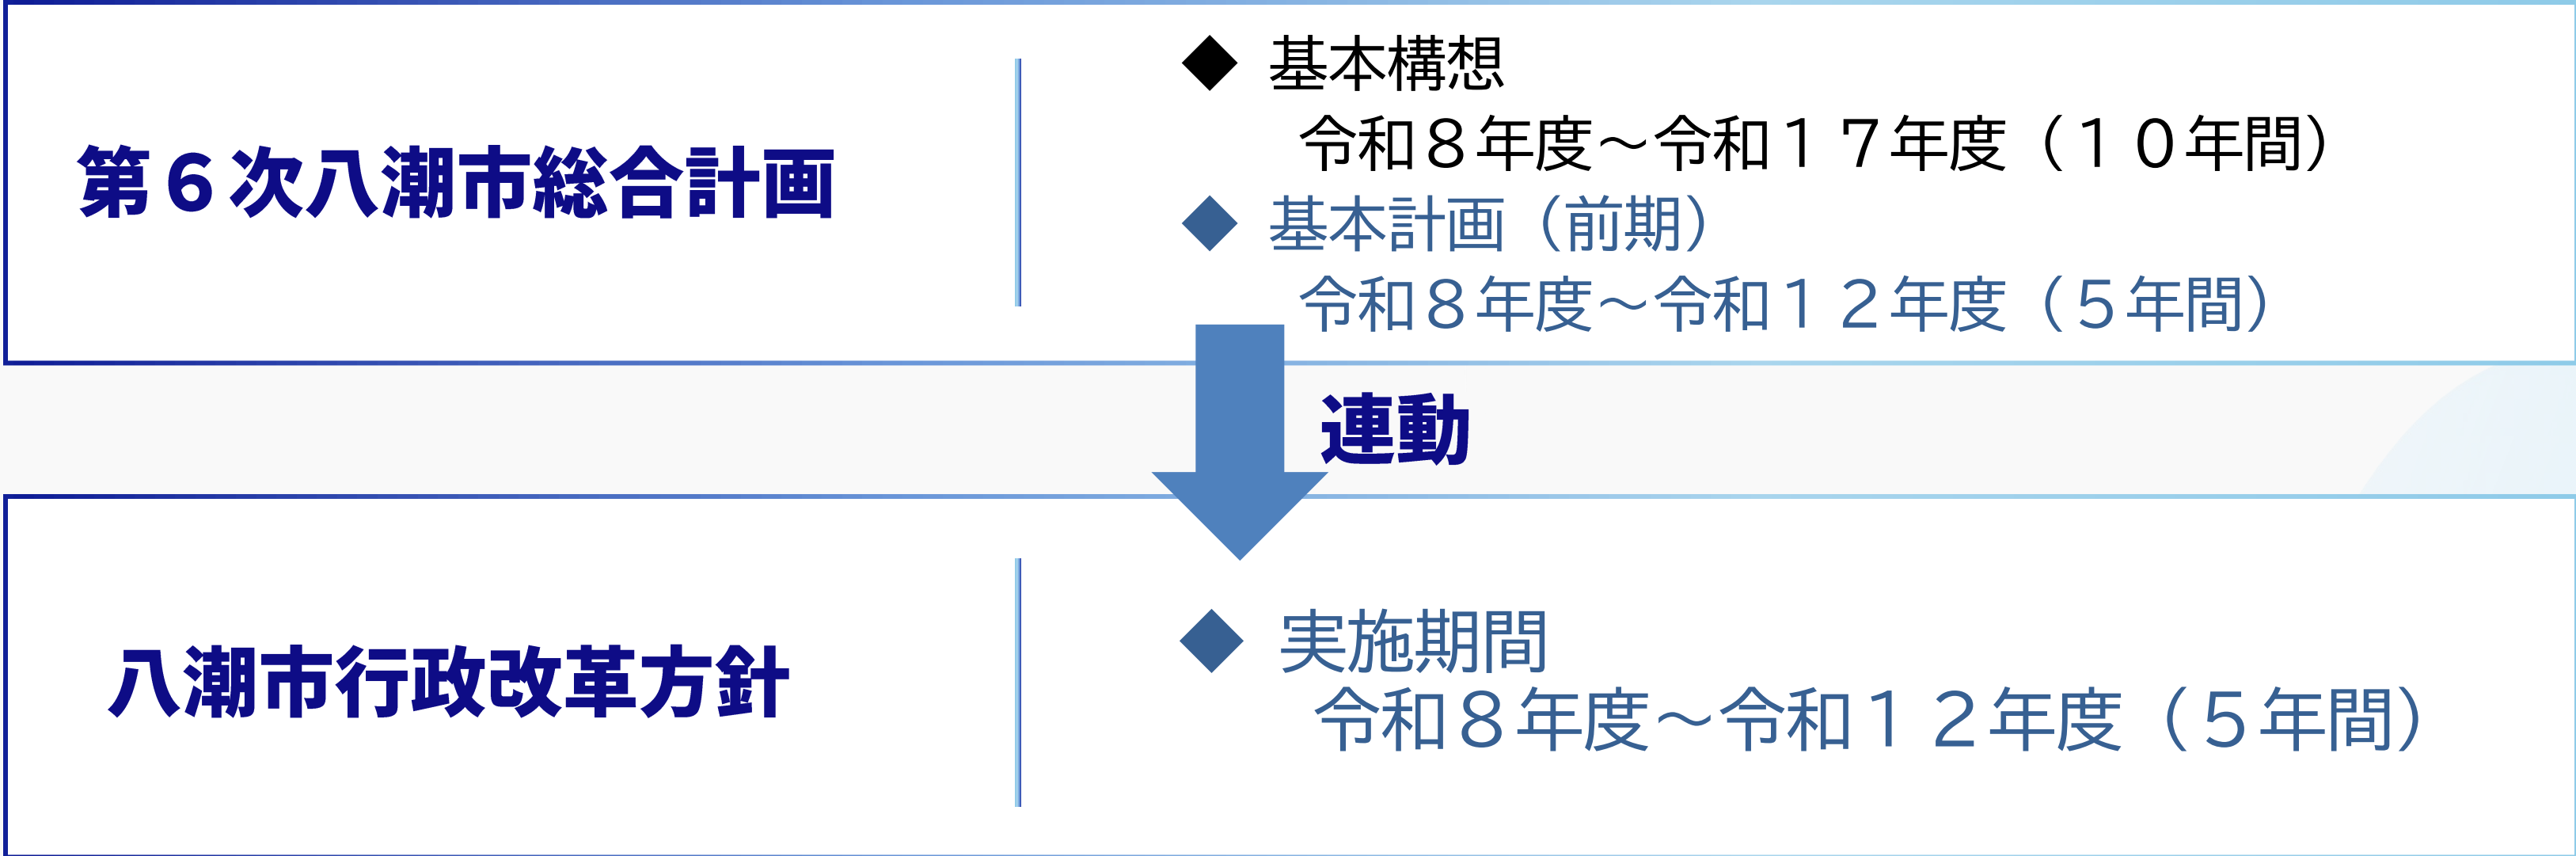 第６次八潮市総合計画
◆ 基本構想
令和８年度～令和１７年度（１０年間）
◆ 基本計画（前期）
令和８年度～令和１２年度（５年間）
連動
八潮市行政改革方針
◆ 実施期間
令和８年度～令和１２年度（５年間）